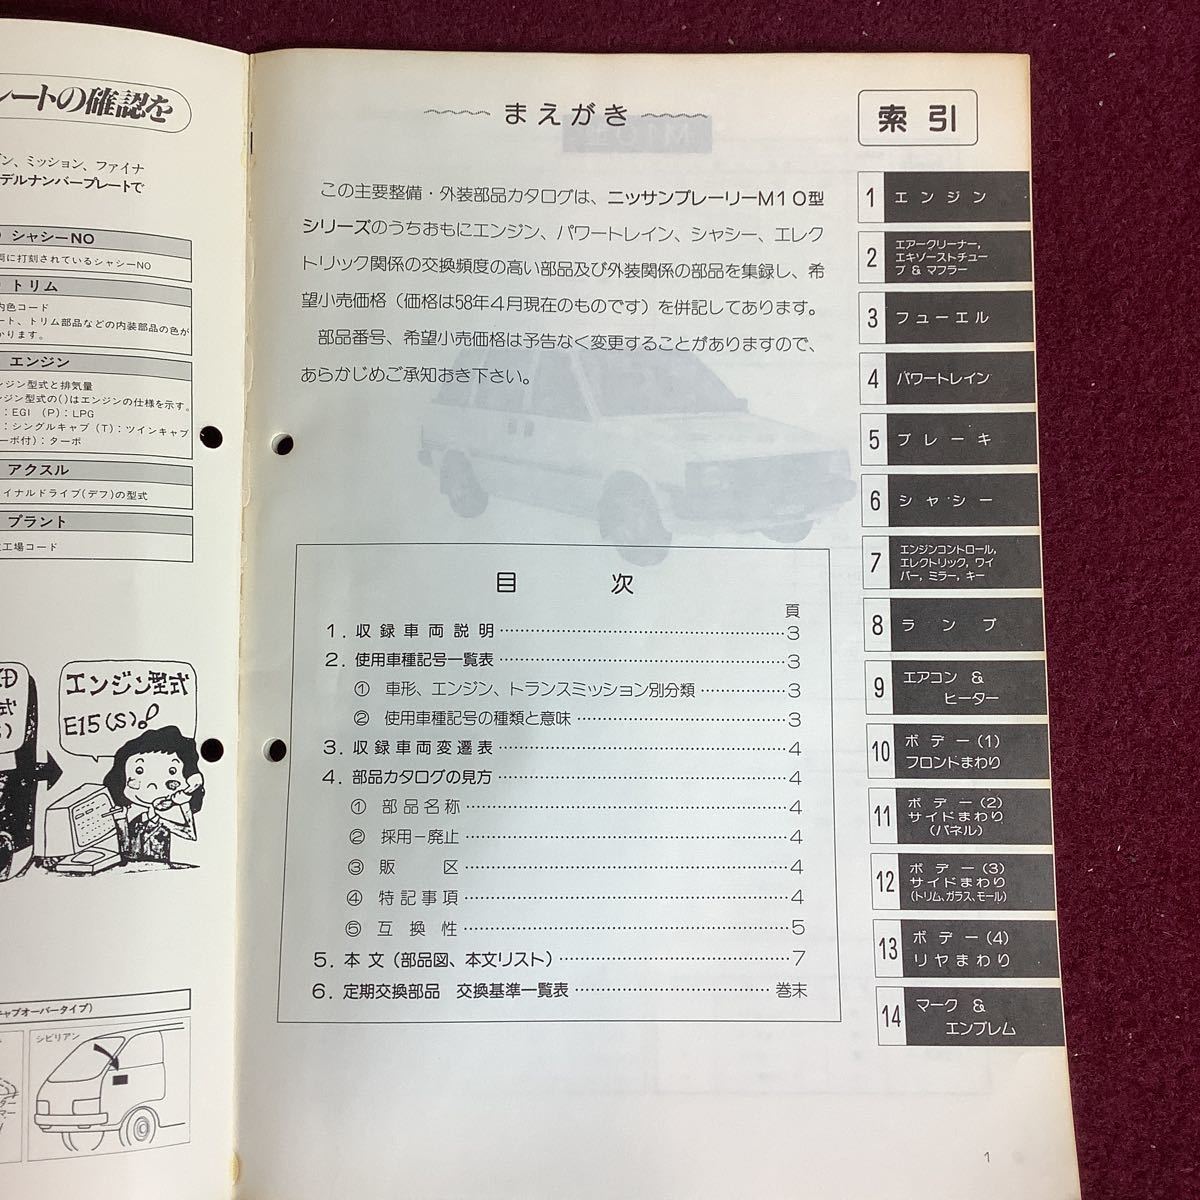 レートの確認を
ン、ミッション、ファイナ
デルナンバープレートで
シャシーNO
に打刻されているシャシーNO
トリム
内色コード
ート、トリム部品などの内装部品の色が
かります。
エンジン
ンジン型式と排気量
ンジン型式の( )はエンジンの仕様を示す。
：EGI (P)：LPG
：シングルキャブ (T)：ツインキャブ
ーボ付)：ターボ
アクスル
ァイナルドライブ(デフ)の型式
プラント
工場コード
エンジン型式
E15(S)。
キャブオーバータイプ)
シビリアン
まえがき
この主要整備・外装部品カタログは、ニッサンプレーリーM10型
シリーズのうちおもにエンジン、パワートレイン、シャシー、エレク
トリック関係の交換頻度の高い部品及び外装関係の部品を集録し、希
望小売価格（価格は58年4月現在のものです）を併記してあります。
部品番号、希望小売価格は予告なく変更することがありますので、
あらかじめご承知おき下さい。
目次
頁
1．収録車両説明……3
2．使用車種記号一覧表……3
① 車形、エンジン、トランスミッション別分類……3
② 使用車種記号の種類と意味……3
3．収録車両変遷表……4
4．部品カタログの見方……4
① 部品名称……4
② 採用－廃止……4
③ 販区……4
④ 特記事項……4
⑤ 互換性……5
5．本文（部品図、本文リスト）……7
6．定期交換部品 交換基準一覧表……巻末
索引
1 エンジン
2 エアークリーナー,
エキゾーストチュー
ブ & マフラー
3 フューエル
4 パワートレイン
5 ブレーキ
6 シャシー
7 エンジンコントロール,
エレクトリック, ワイ
パー, ミラー, キー
8 ランプ
9 エアコン &
ヒーター
10 ボデー(1)
フロントまわり
11 ボデー(2)
サイドまわり
(パネル)
12 ボデー(3)
サイドまわり
(トリム、ガラス、モール)
13 ボデー(4)
リヤまわり
14 マーク &
エンブレム
1